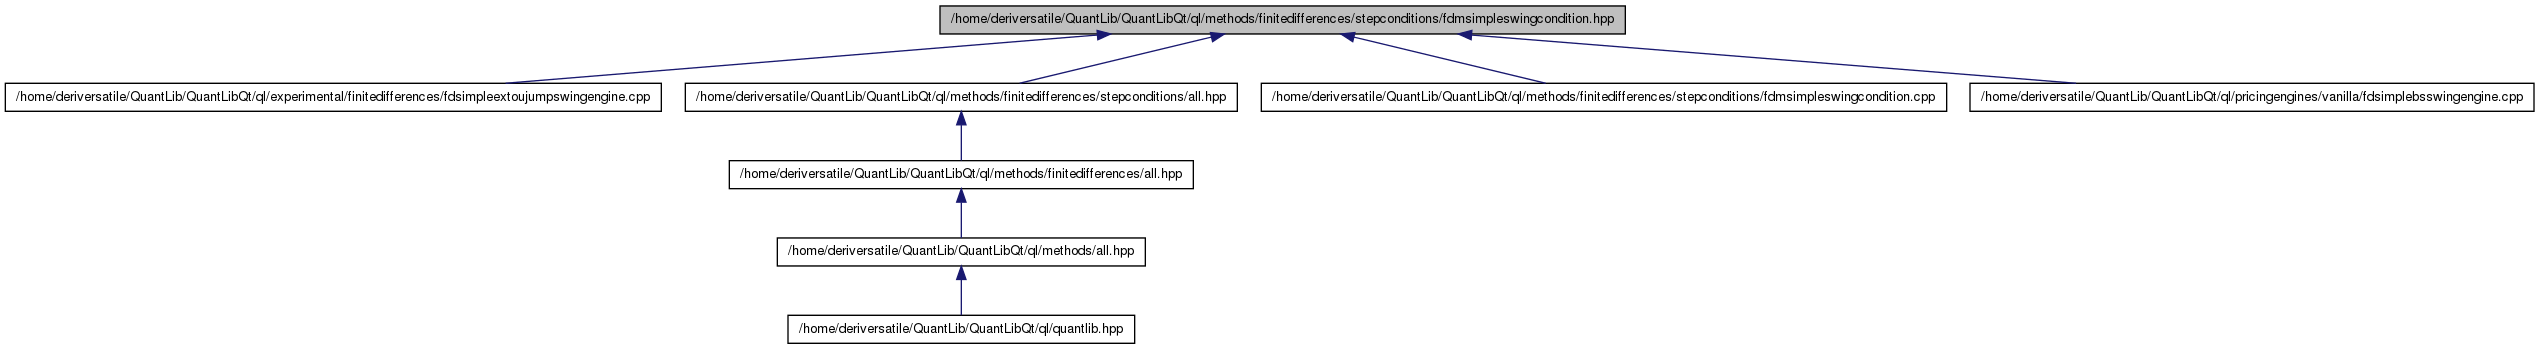 /home/deriversatile/QuantLib/QuantLibQt/ql/methods/finitedifferences/stepconditions/fdmsimpleswingcondition.hpp
/home/deriversatile/QuantLib/QuantLibQt/ql/experimental/finitedifferences/fdsimpleextoujumpswingengine.cpp
/home/deriversatile/QuantLib/QuantLibQt/ql/methods/finitedifferences/stepconditions/all.hpp
/home/deriversatile/QuantLib/QuantLibQt/ql/methods/finitedifferences/stepconditions/fdmsimpleswingcondition.cpp
/home/deriversatile/QuantLib/QuantLibQt/ql/pricingengines/vanilla/fdsimplebsswingengine.cpp
/home/deriversatile/QuantLib/QuantLibQt/ql/methods/finitedifferences/all.hpp
/home/deriversatile/QuantLib/QuantLibQt/ql/methods/all.hpp
/home/deriversatile/QuantLib/QuantLibQt/ql/quantlib.hpp